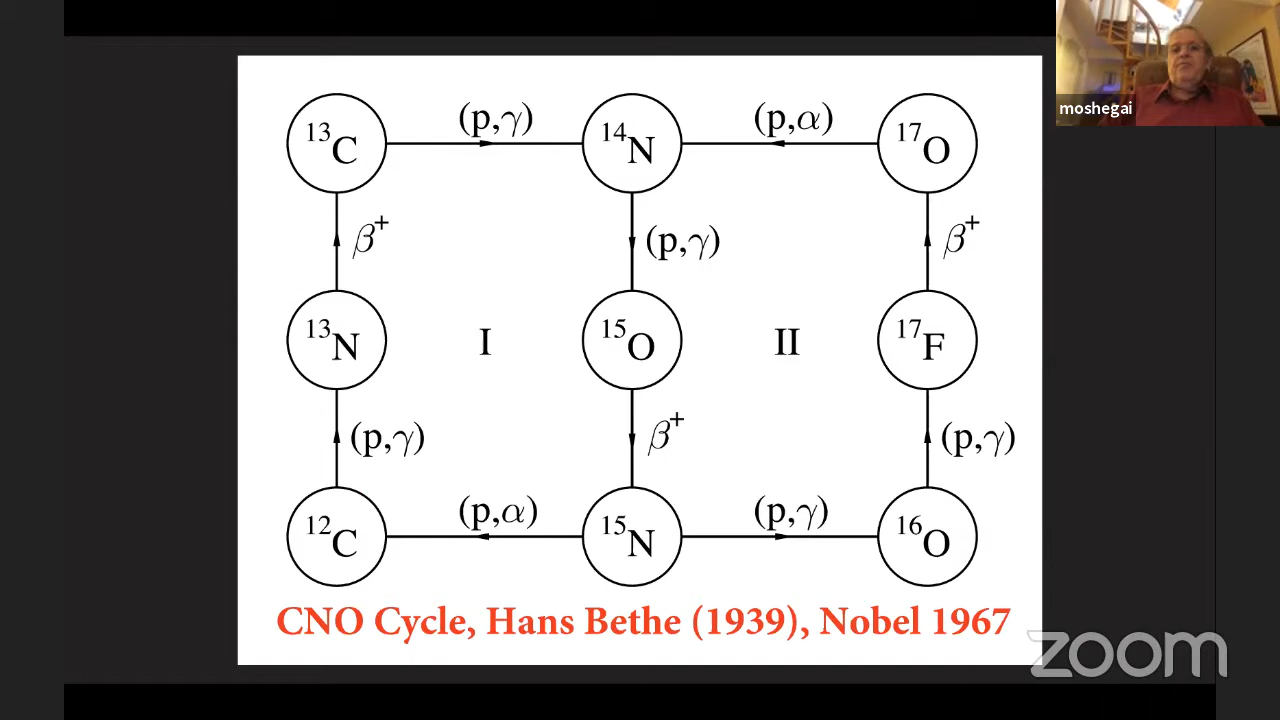 moshegai
(p,γ)
(p,α)
¹³C
¹⁴N
¹⁷O
β⁺
(p,γ)
β⁺
¹³N
I
¹⁵O
II
¹⁷F
(p,γ)
β⁺
(p,γ)
(p,α)
(p,γ)
¹²C
¹⁵N
¹⁶O
CNO Cycle, Hans Bethe (1939), Nobel 1967
zoom